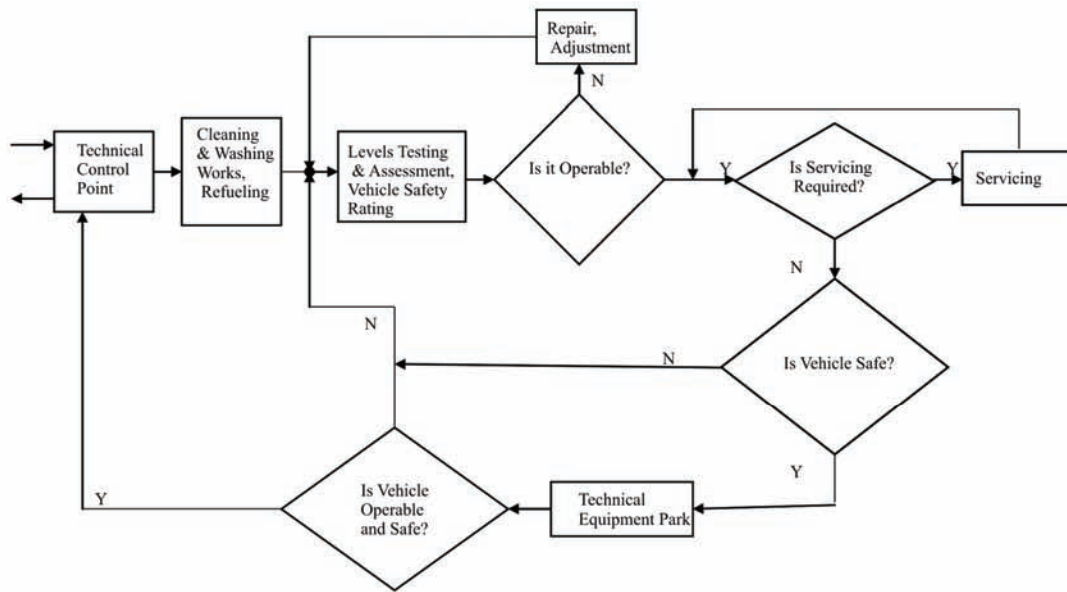 Repair,
Adjustment
N
Technical
Control
Point
Cleaning
& Washing
Works,
Refueling
Levels Testing
& Assessment,
Vehicle Safety
Rating
Is it Operable?
Y
Is Servicing
Required?
Y
Servicing
N
N
N
Is Vehicle Safe?
Y
Y
Is Vehicle
Operable
and Safe?
Technical
Equipment Park